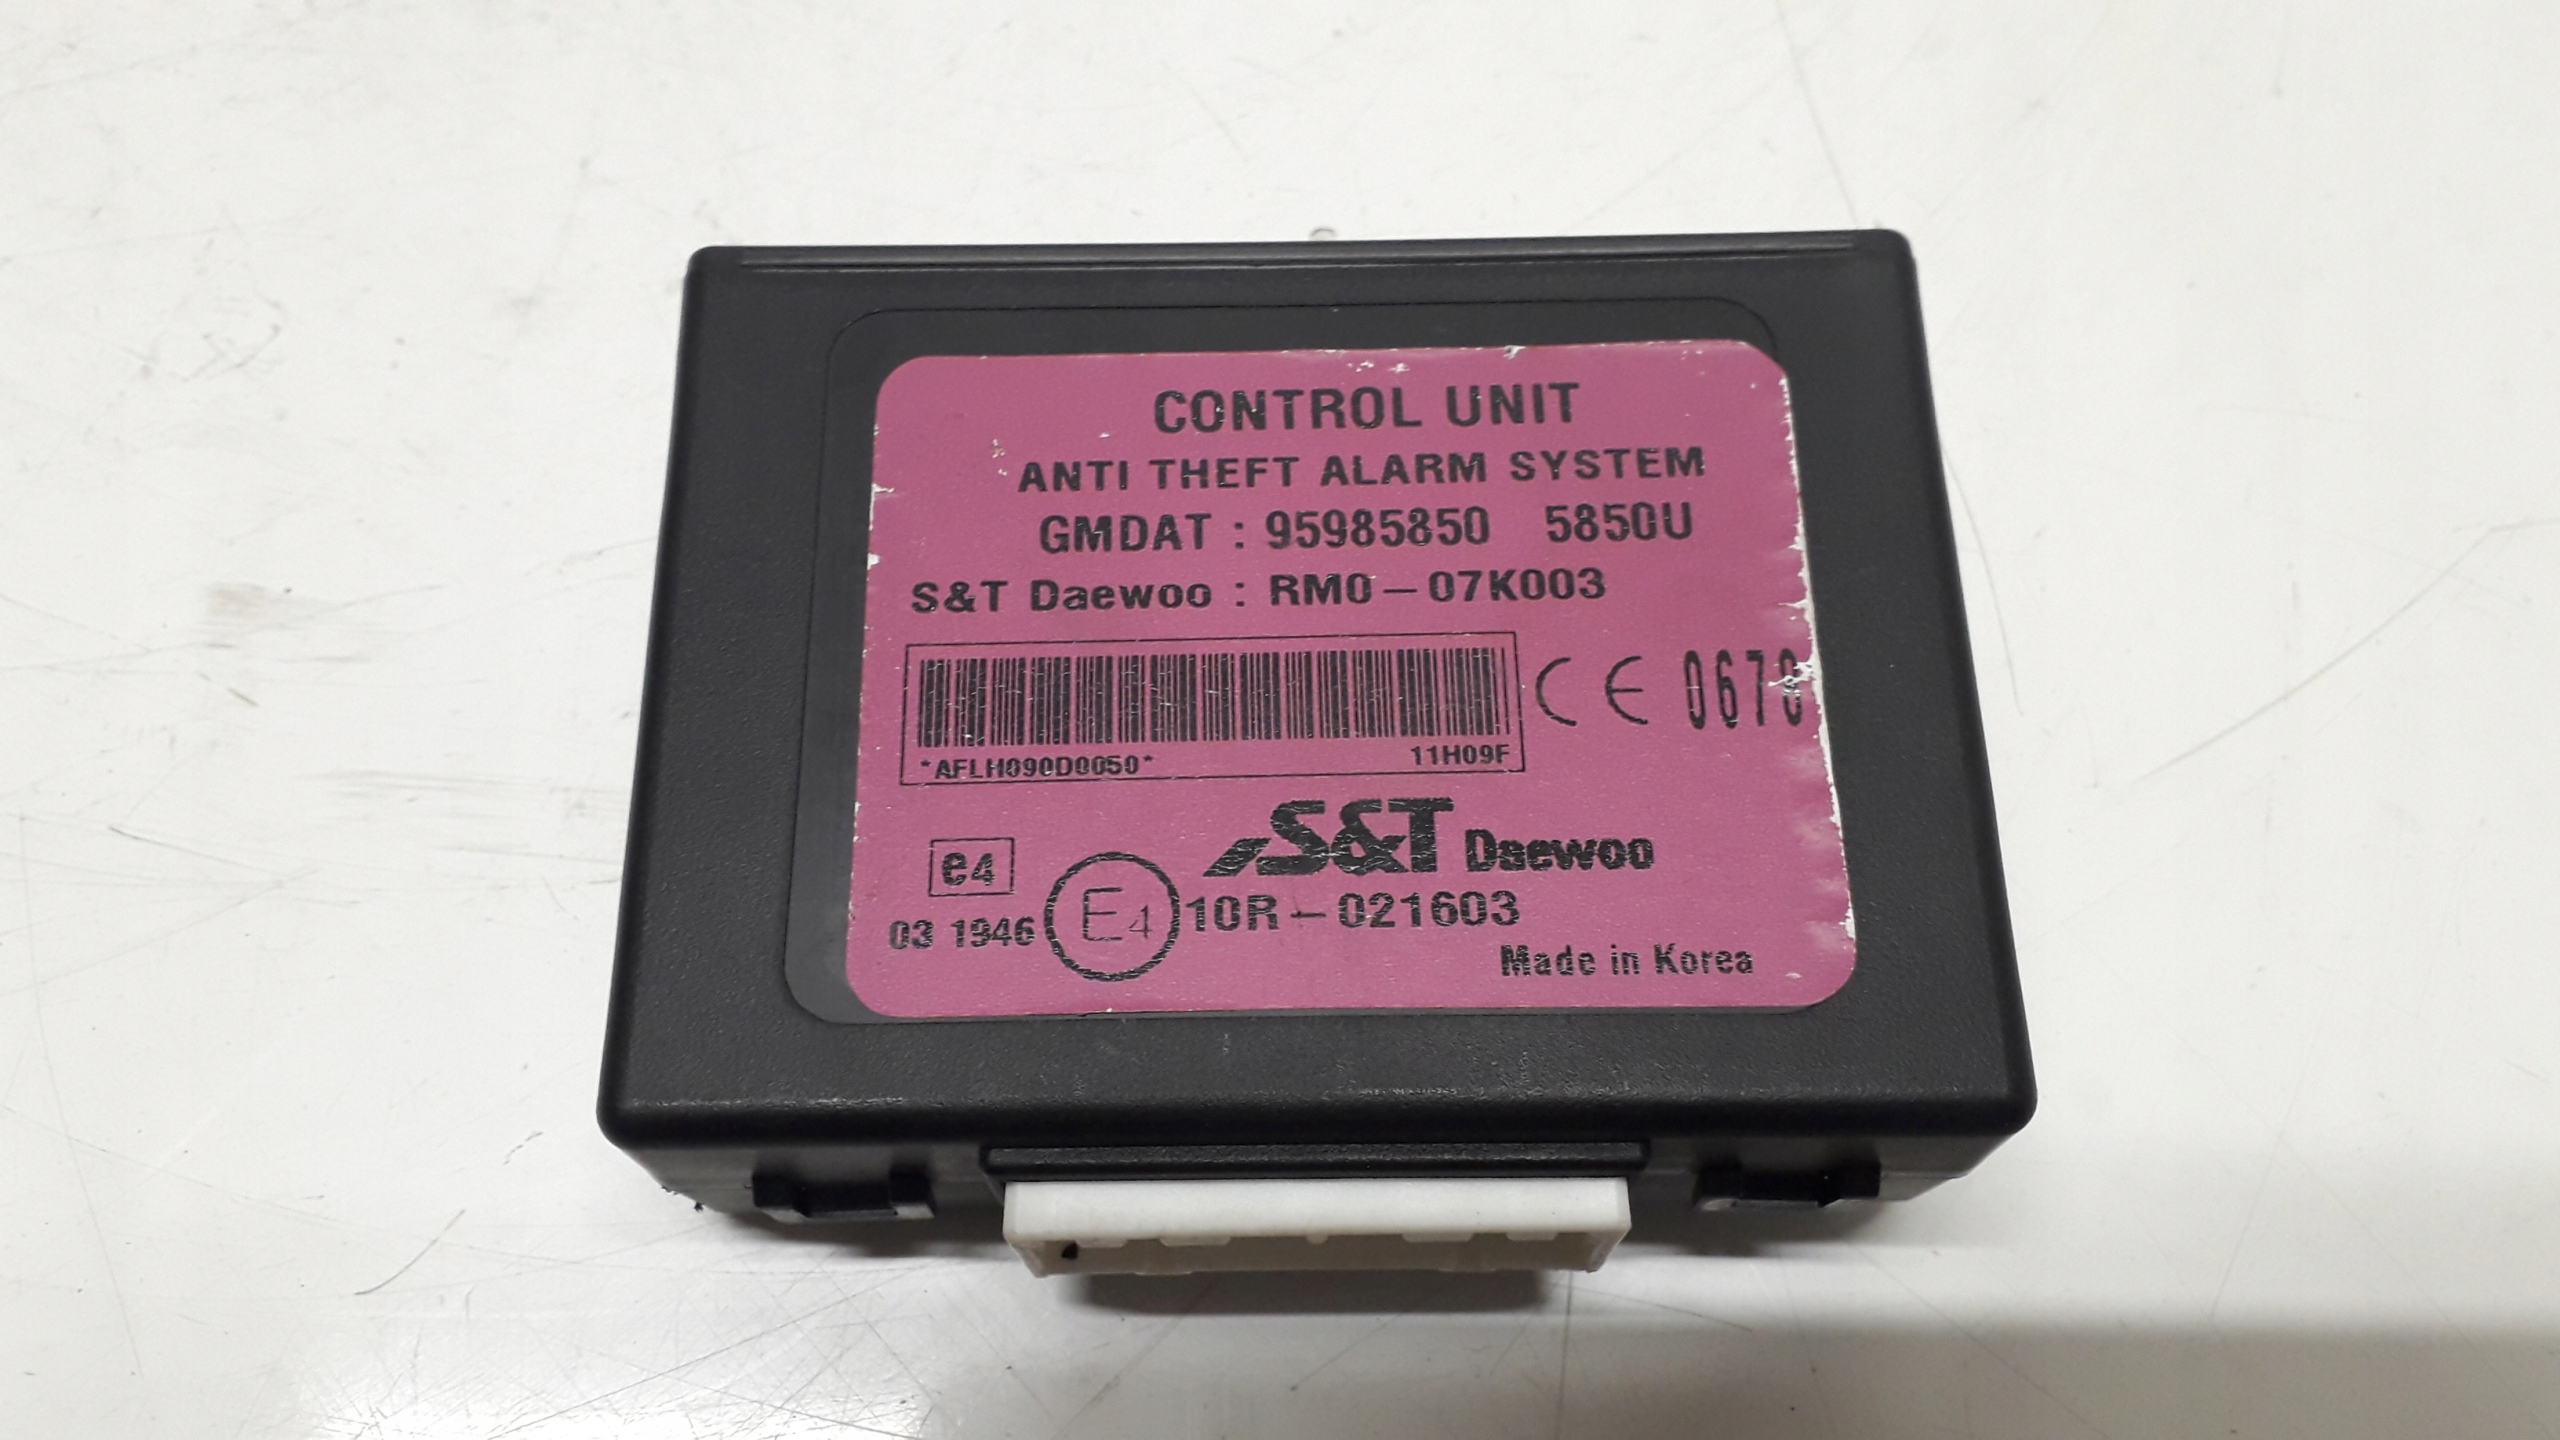 CONTROL UNIT
ANTI THEFT ALARM SYSTEM
GMDAT : 95985850 5850U
S&T Daewoo : RM0-07K003
CE 0678
*AFLH090D0050* 11H09F
S&T Daewoo
e4
03 1946 E4 10R-021603
Made in Korea